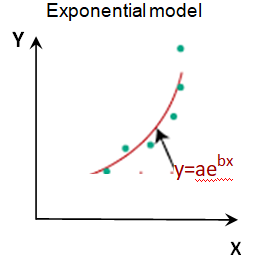 Exponential model
Y
y=ae^bx
X